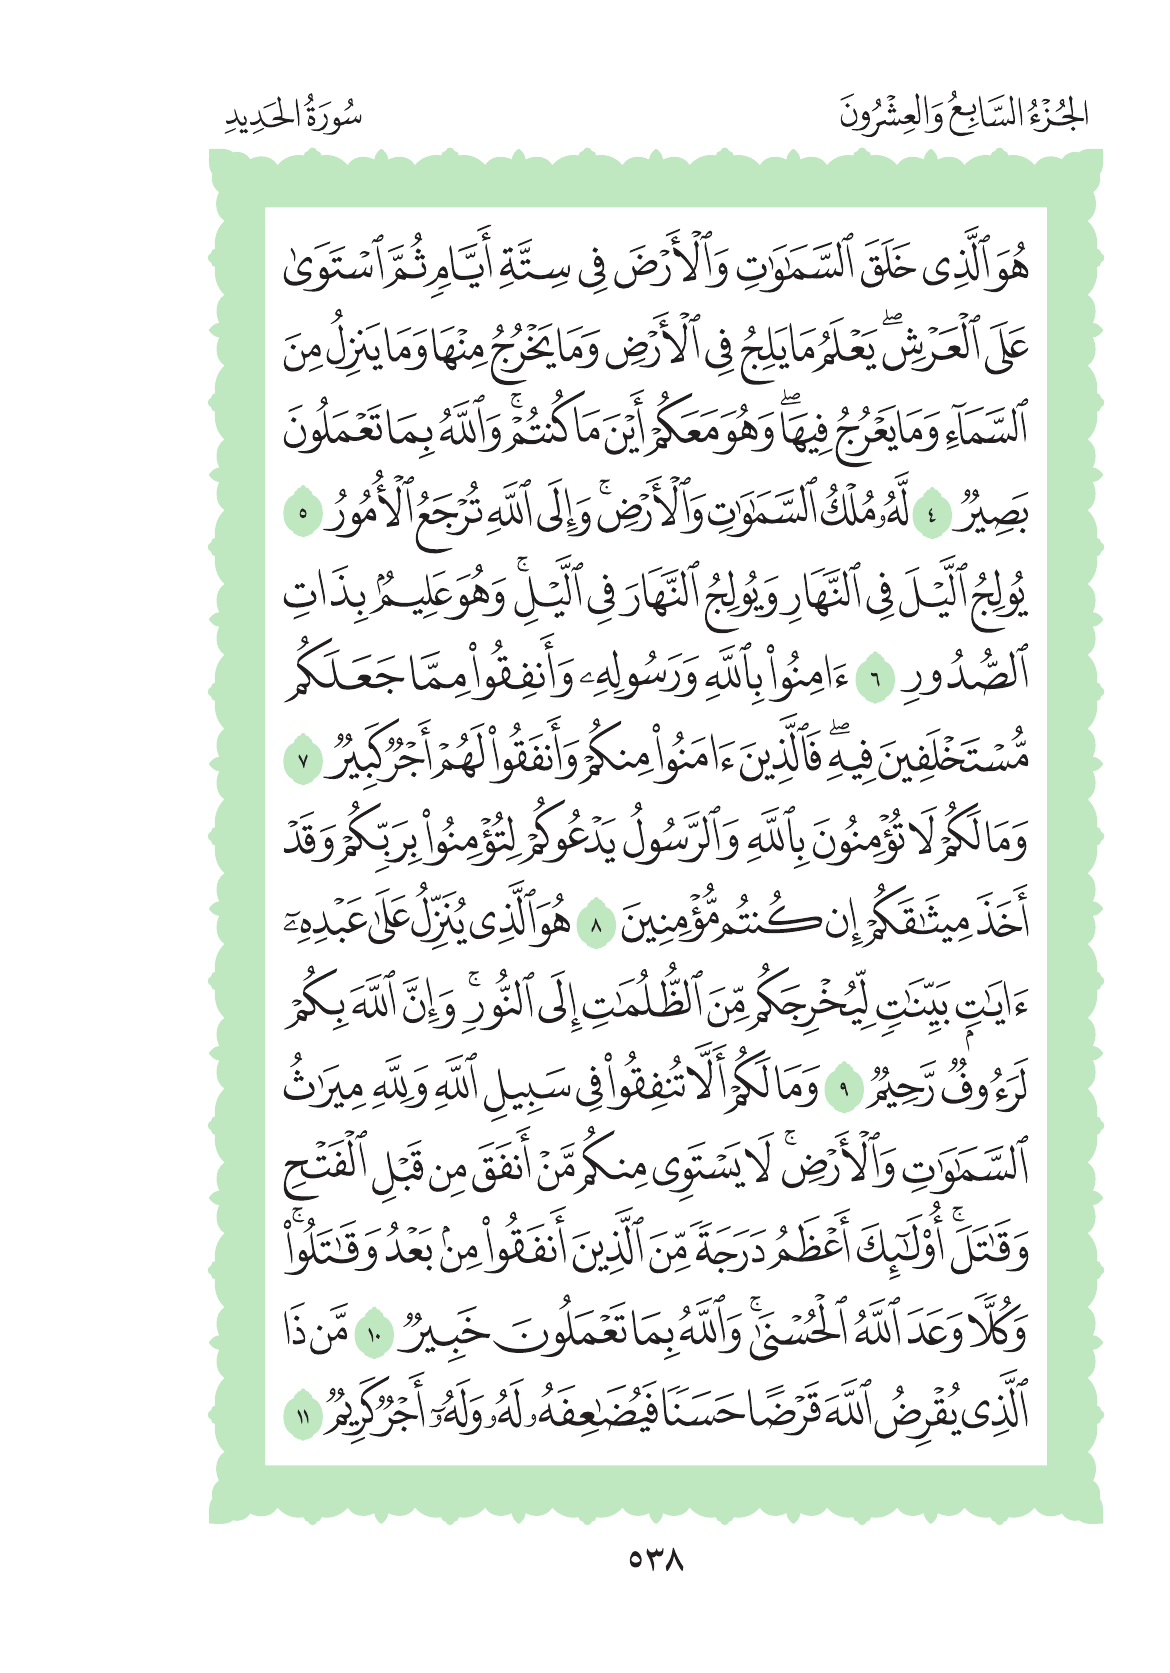 الجُزْءُ السَّابِعُ وَالعِشْرُونَ
سُورَةُ الحَدِيدِ
هُوَ ٱلَّذِى خَلَقَ ٱلسَّمَٰوَٰتِ وَٱلْأَرْضَ فِى سِتَّةِ أَيَّامٍ ثُمَّ ٱسْتَوَىٰ
عَلَى ٱلْعَرْشِ ۖ يَعْلَمُ مَا يَلِجُ فِى ٱلْأَرْضِ وَمَا يَخْرُجُ مِنْهَا وَمَا يَنزِلُ مِنَ
ٱلسَّمَآءِ وَمَا يَعْرُجُ فِيهَا ۖ وَهُوَ مَعَكُمْ أَيْنَ مَا كُنتُمْ ۚ وَٱللَّهُ بِمَا تَعْمَلُونَ
بَصِيرٌ ٤ لَّهُۥ مُلْكُ ٱلسَّمَٰوَٰتِ وَٱلْأَرْضِ ۚ وَإِلَى ٱللَّهِ تُرْجَعُ ٱلْأُمُورُ ٥
يُولِجُ ٱلَّيْلَ فِى ٱلنَّهَارِ وَيُولِجُ ٱلنَّهَارَ فِى ٱلَّيْلِ ۚ وَهُوَ عَلِيمٌۢ بِذَاتِ
ٱلصُّدُورِ ٦ ءَامِنُوا۟ بِٱللَّهِ وَرَسُولِهِۦ وَأَنفِقُوا۟ مِمَّا جَعَلَكُم
مُّسْتَخْلَفِينَ فِيهِ ۖ فَٱلَّذِينَ ءَامَنُوا۟ مِنكُمْ وَأَنفَقُوا۟ لَهُمْ أَجْرٌ كَبِيرٌ ٧
وَمَا لَكُمْ لَا تُؤْمِنُونَ بِٱللَّهِ وَٱلرَّسُولُ يَدْعُوكُمْ لِتُؤْمِنُوا۟ بِرَبِّكُمْ وَقَدْ
أَخَذَ مِيثَٰقَكُمْ إِن كُنتُم مُّؤْمِنِينَ ٨ هُوَ ٱلَّذِى يُنَزِّلُ عَلَىٰ عَبْدِهِۦٓ
ءَايَٰتٍۭ بَيِّنَٰتٍ لِّيُخْرِجَكُم مِّنَ ٱلظُّلُمَٰتِ إِلَى ٱلنُّورِ ۚ وَإِنَّ ٱللَّهَ بِكُمْ
لَرَءُوفٌ رَّحِيمٌ ٩ وَمَا لَكُمْ أَلَّا تُنفِقُوا۟ فِى سَبِيلِ ٱللَّهِ وَلِلَّهِ مِيرَٰثُ
ٱلسَّمَٰوَٰتِ وَٱلْأَرْضِ ۚ لَا يَسْتَوِى مِنكُم مَّنْ أَنفَقَ مِن قَبْلِ ٱلْفَتْحِ
وَقَٰتَلَ ۚ أُو۟لَٰٓئِكَ أَعْظَمُ دَرَجَةً مِّنَ ٱلَّذِينَ أَنفَقُوا۟ مِنۢ بَعْدُ وَقَٰتَلُوا۟ ۚ
وَكُلًّا وَعَدَ ٱللَّهُ ٱلْحُسْنَىٰ ۚ وَٱللَّهُ بِمَا تَعْمَلُونَ خَبِيرٌ ١٠ مَّن ذَا
ٱلَّذِى يُقْرِضُ ٱللَّهَ قَرْضًا حَسَنًا فَيُضَٰعِفَهُۥ لَهُۥ وَلَهُۥٓ أَجْرٌ كَرِيمٌ ١١
٥٣٨